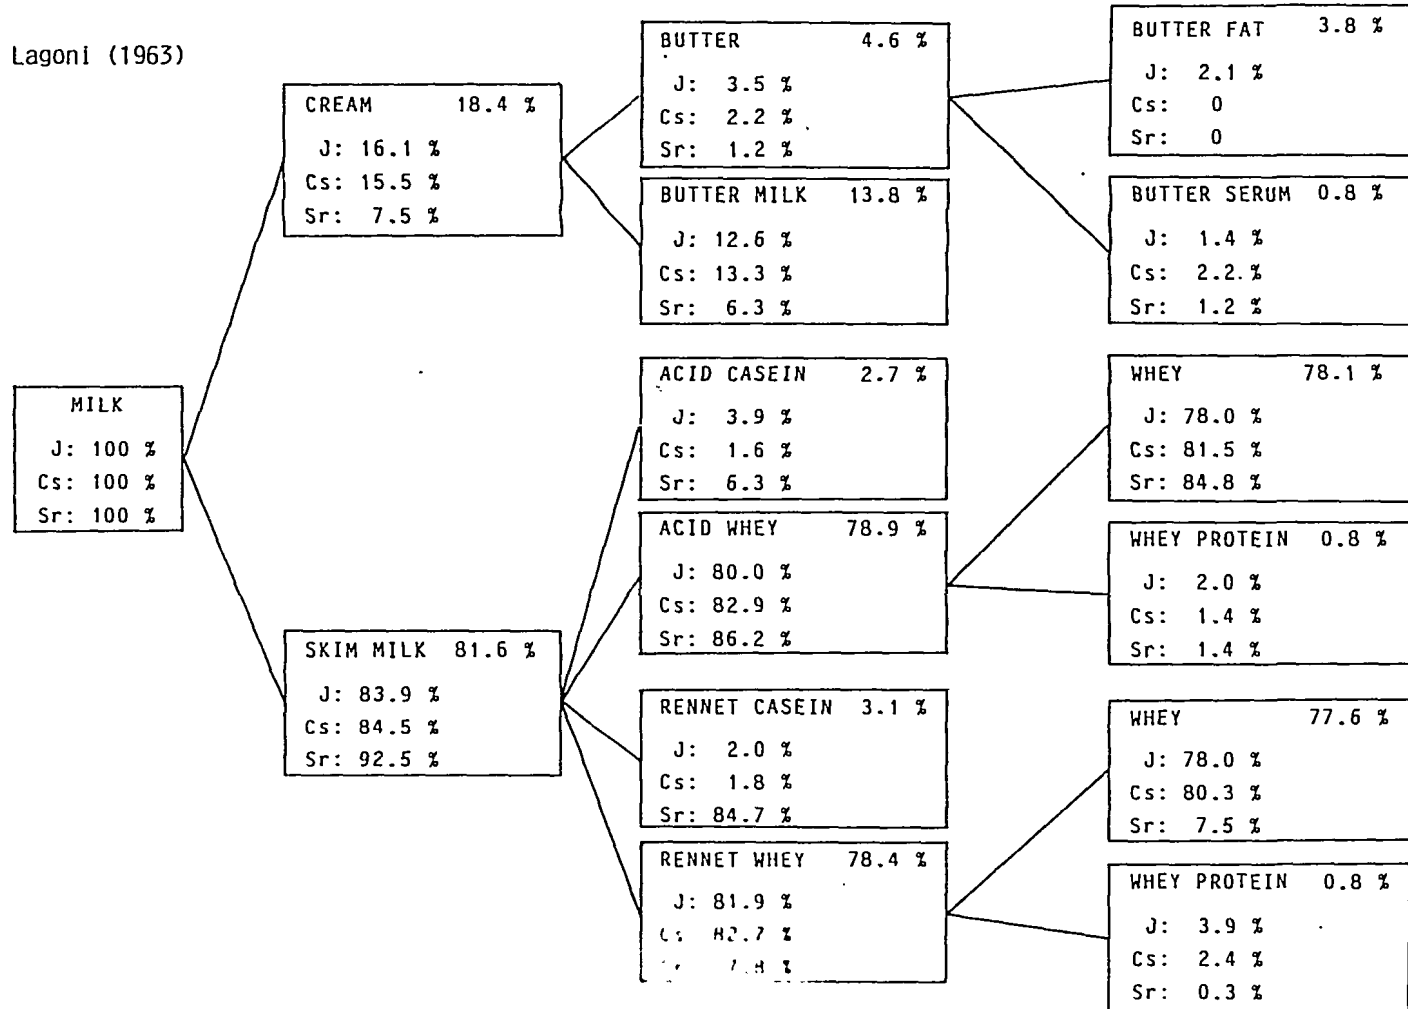 Lagoni (1963)
MILK
J: 100 %
Cs: 100 %
Sr: 100 %
CREAM 18.4 %
J: 16.1 %
Cs: 15.5 %
Sr: 7.5 %
SKIM MILK 81.6 %
J: 83.9 %
Cs: 84.5 %
Sr: 92.5 %
BUTTER 4.6 %
J: 3.5 %
Cs: 2.2 %
Sr: 1.2 %
BUTTER MILK 13.8 %
J: 12.6 %
Cs: 13.3 %
Sr: 6.3 %
ACID CASEIN 2.7 %
J: 3.9 %
Cs: 1.6 %
Sr: 6.3 %
ACID WHEY 78.9 %
J: 80.0 %
Cs: 82.9 %
Sr: 86.2 %
RENNET CASEIN 3.1 %
J: 2.0 %
Cs: 1.8 %
Sr: 84.7 %
RENNET WHEY 78.4 %
J: 81.9 %
Cs 82.7 %
7.8 %
BUTTER FAT 3.8 %
J: 2.1 %
Cs: 0
Sr: 0
BUTTER SERUM 0.8 %
J: 1.4 %
Cs: 2.2 %
Sr: 1.2 %
WHEY 78.1 %
J: 78.0 %
Cs: 81.5 %
Sr: 84.8 %
WHEY PROTEIN 0.8 %
J: 2.0 %
Cs: 1.4 %
Sr: 1.4 %
WHEY 77.6 %
J: 78.0 %
Cs: 80.3 %
Sr: 7.5 %
WHEY PROTEIN 0.8 %
J: 3.9 %
Cs: 2.4 %
Sr: 0.3 %